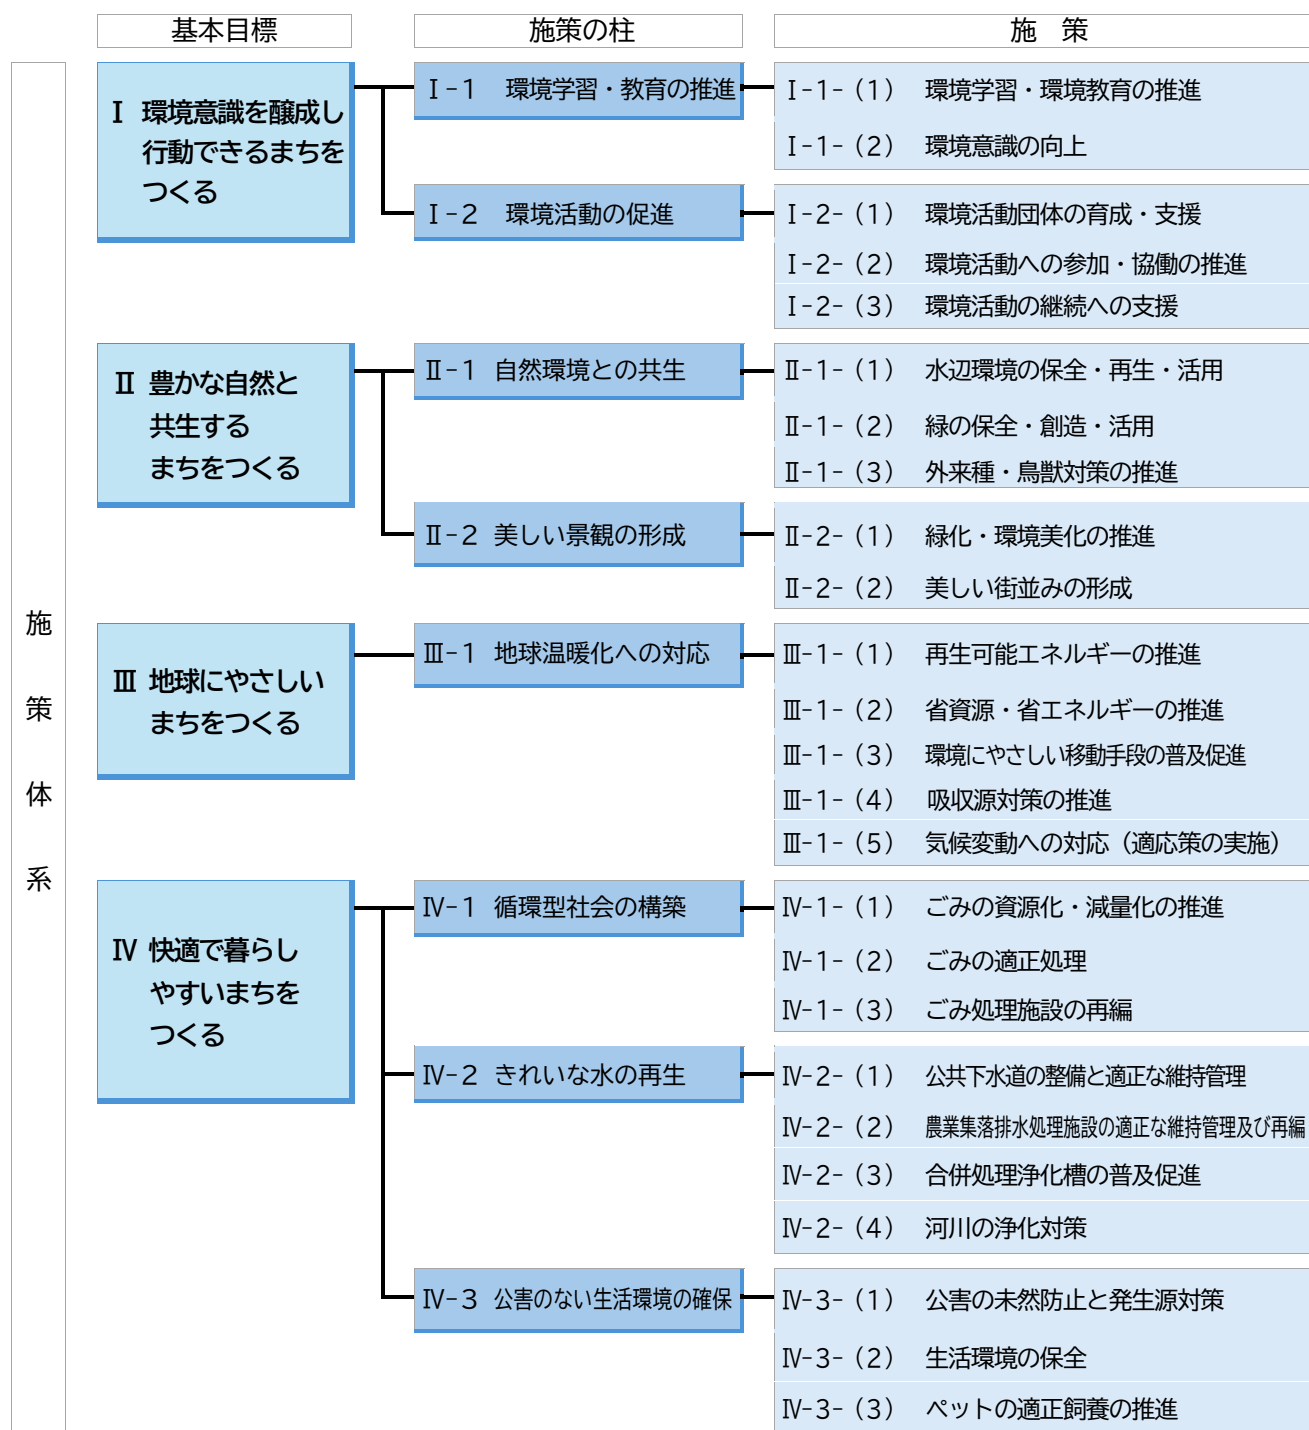 基本目標
施策の柱
施　策
施策体系
Ⅰ 環境意識を醸成し
行動できるまちを
つくる
Ⅰ-1 環境学習・教育の推進
Ⅰ-1-（1） 環境学習・環境教育の推進
Ⅰ-1-（2） 環境意識の向上
Ⅰ-2 環境活動の促進
Ⅰ-2-（1） 環境活動団体の育成・支援
Ⅰ-2-（2） 環境活動への参加・協働の推進
Ⅰ-2-（3） 環境活動の継続への支援
Ⅱ 豊かな自然と
共生する
まちをつくる
Ⅱ-1 自然環境との共生
Ⅱ-1-（1） 水辺環境の保全・再生・活用
Ⅱ-1-（2） 緑の保全・創造・活用
Ⅱ-1-（3） 外来種・鳥獣対策の推進
Ⅱ-2 美しい景観の形成
Ⅱ-2-（1） 緑化・環境美化の推進
Ⅱ-2-（2） 美しい街並みの形成
Ⅲ 地球にやさしい
まちをつくる
Ⅲ-1 地球温暖化への対応
Ⅲ-1-（1） 再生可能エネルギーの推進
Ⅲ-1-（2） 省資源・省エネルギーの推進
Ⅲ-1-（3） 環境にやさしい移動手段の普及促進
Ⅲ-1-（4） 吸収源対策の推進
Ⅲ-1-（5） 気候変動への対応（適応策の実施）
Ⅳ 快適で暮らし
やすいまちを
つくる
Ⅳ-1 循環型社会の構築
Ⅳ-1-（1） ごみの資源化・減量化の推進
Ⅳ-1-（2） ごみの適正処理
Ⅳ-1-（3） ごみ処理施設の再編
Ⅳ-2 きれいな水の再生
Ⅳ-2-（1） 公共下水道の整備と適正な維持管理
Ⅳ-2-（2） 農業集落排水処理施設の適正な維持管理及び再編
Ⅳ-2-（3） 合併処理浄化槽の普及促進
Ⅳ-2-（4） 河川の浄化対策
Ⅳ-3 公害のない生活環境の確保
Ⅳ-3-（1） 公害の未然防止と発生源対策
Ⅳ-3-（2） 生活環境の保全
Ⅳ-3-（3） ペットの適正飼養の推進